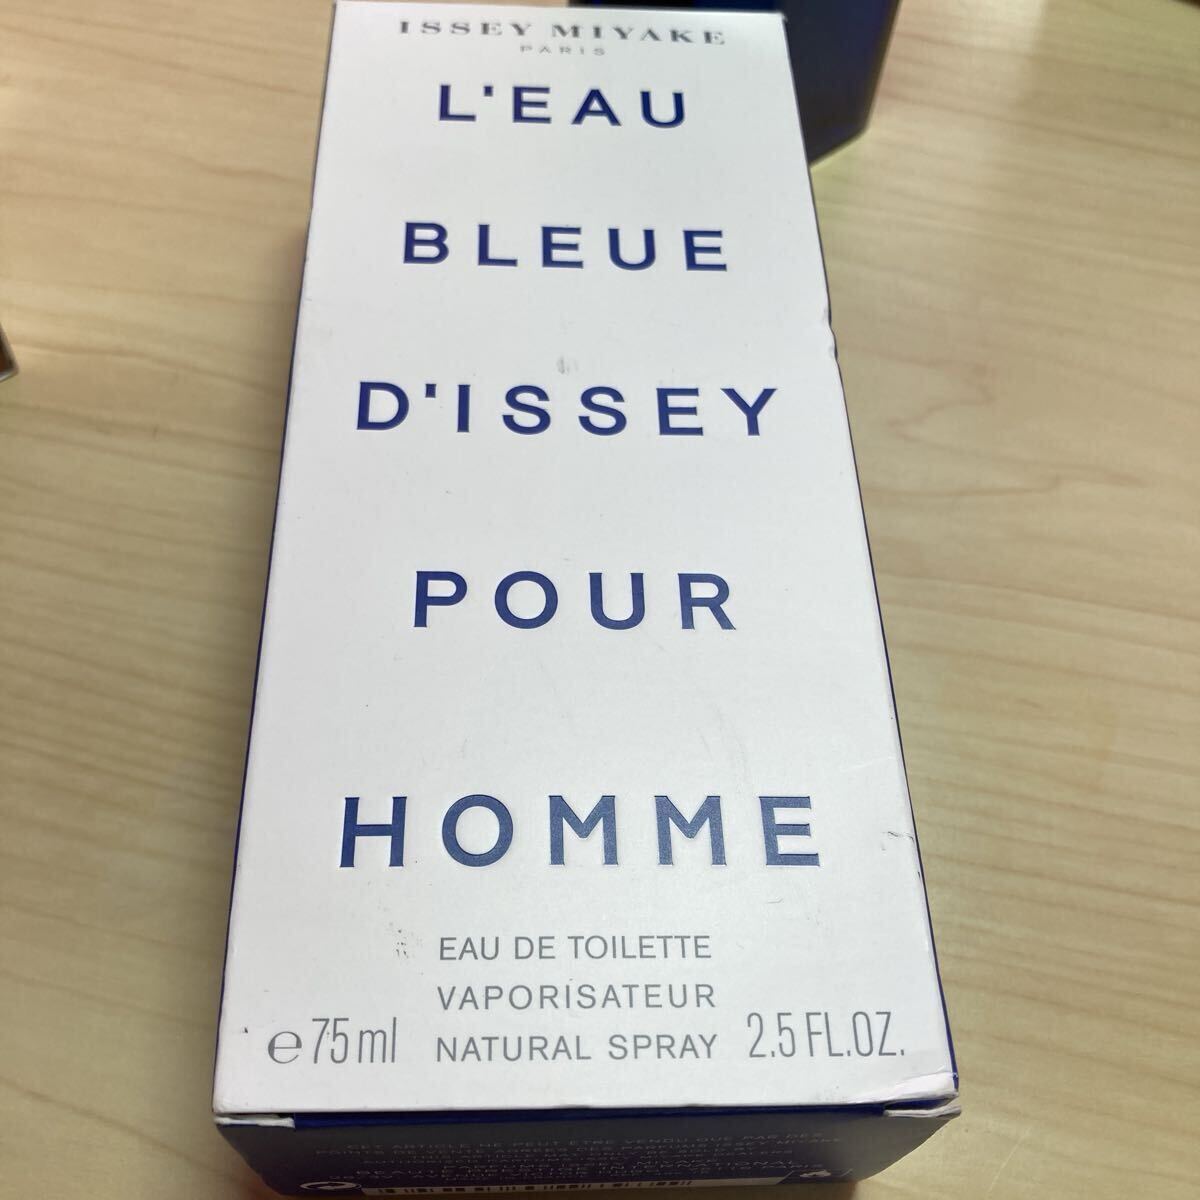 ISSEY MIYAKE
PARIS
L'EAU
BLEUE
D'ISSEY
POUR
HOMME
EAU DE TOILETTE
VAPORISATEUR
℮75ml NATURAL SPRAY 2.5 FL.OZ.